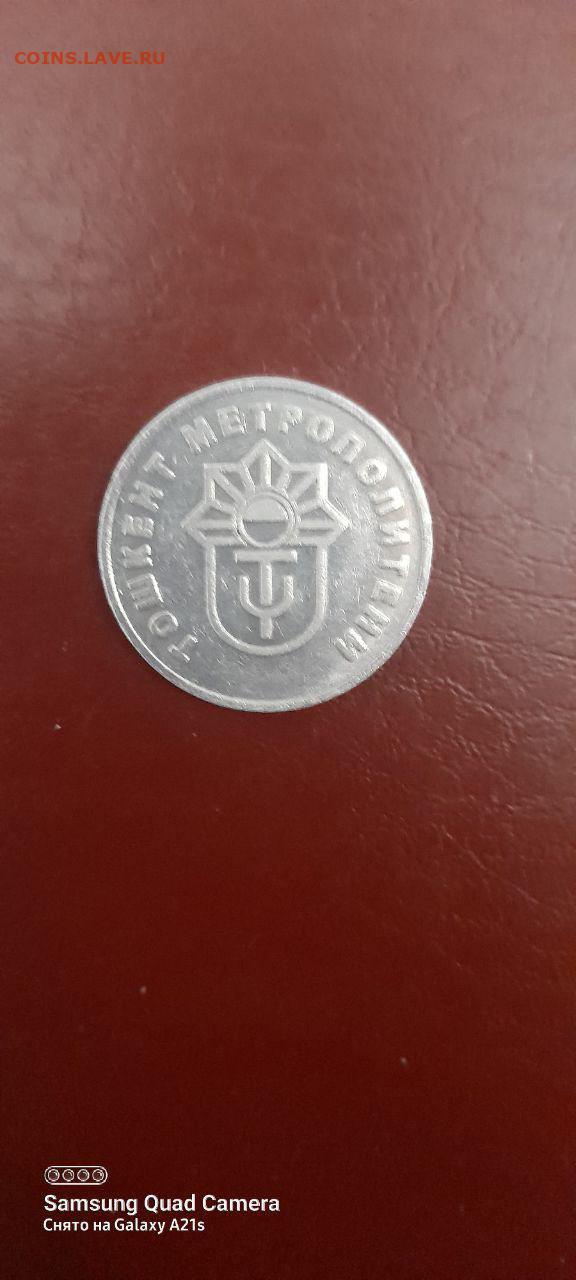 COINS.LAVE.RU
ТОШКЕНТ МЕТРОПОЛИТЕНИ
Samsung Quad Camera
Снято на Galaxy A21s